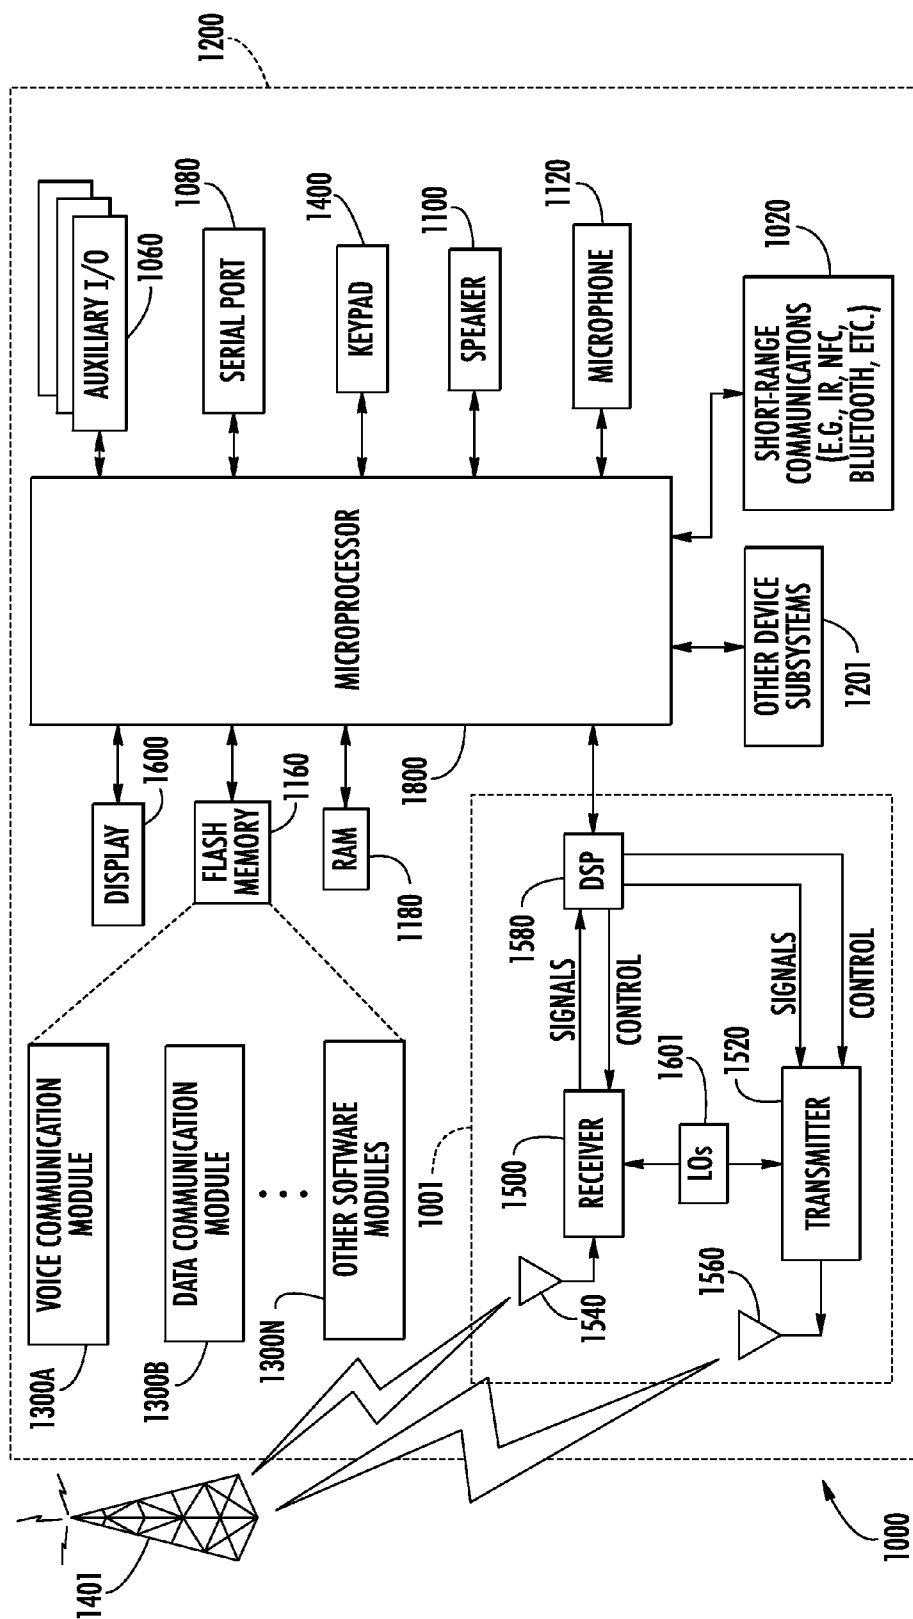 1200
AUXILIARY I/O
1060
SERIAL PORT
1080
KEYPAD
1400
SPEAKER
1100
MICROPHONE
1120
SHORT-RANGE
COMMUNICATIONS
(E.G., IR, NFC,
BLUETOOTH, ETC.)
1020
MICROPROCESSOR
1800
OTHER DEVICE
SUBSYSTEMS
1201
DISPLAY
1600
FLASH
MEMORY
1160
RAM
1180
VOICE COMMUNICATION
MODULE
1300A
DATA COMMUNICATION
MODULE
1300B
OTHER SOFTWARE
MODULES
1300N
1001
DSP
1580
SIGNALS
CONTROL
SIGNALS
CONTROL
RECEIVER
1500
LOs
1601
TRANSMITTER
1520
1540
1560
1401
1000